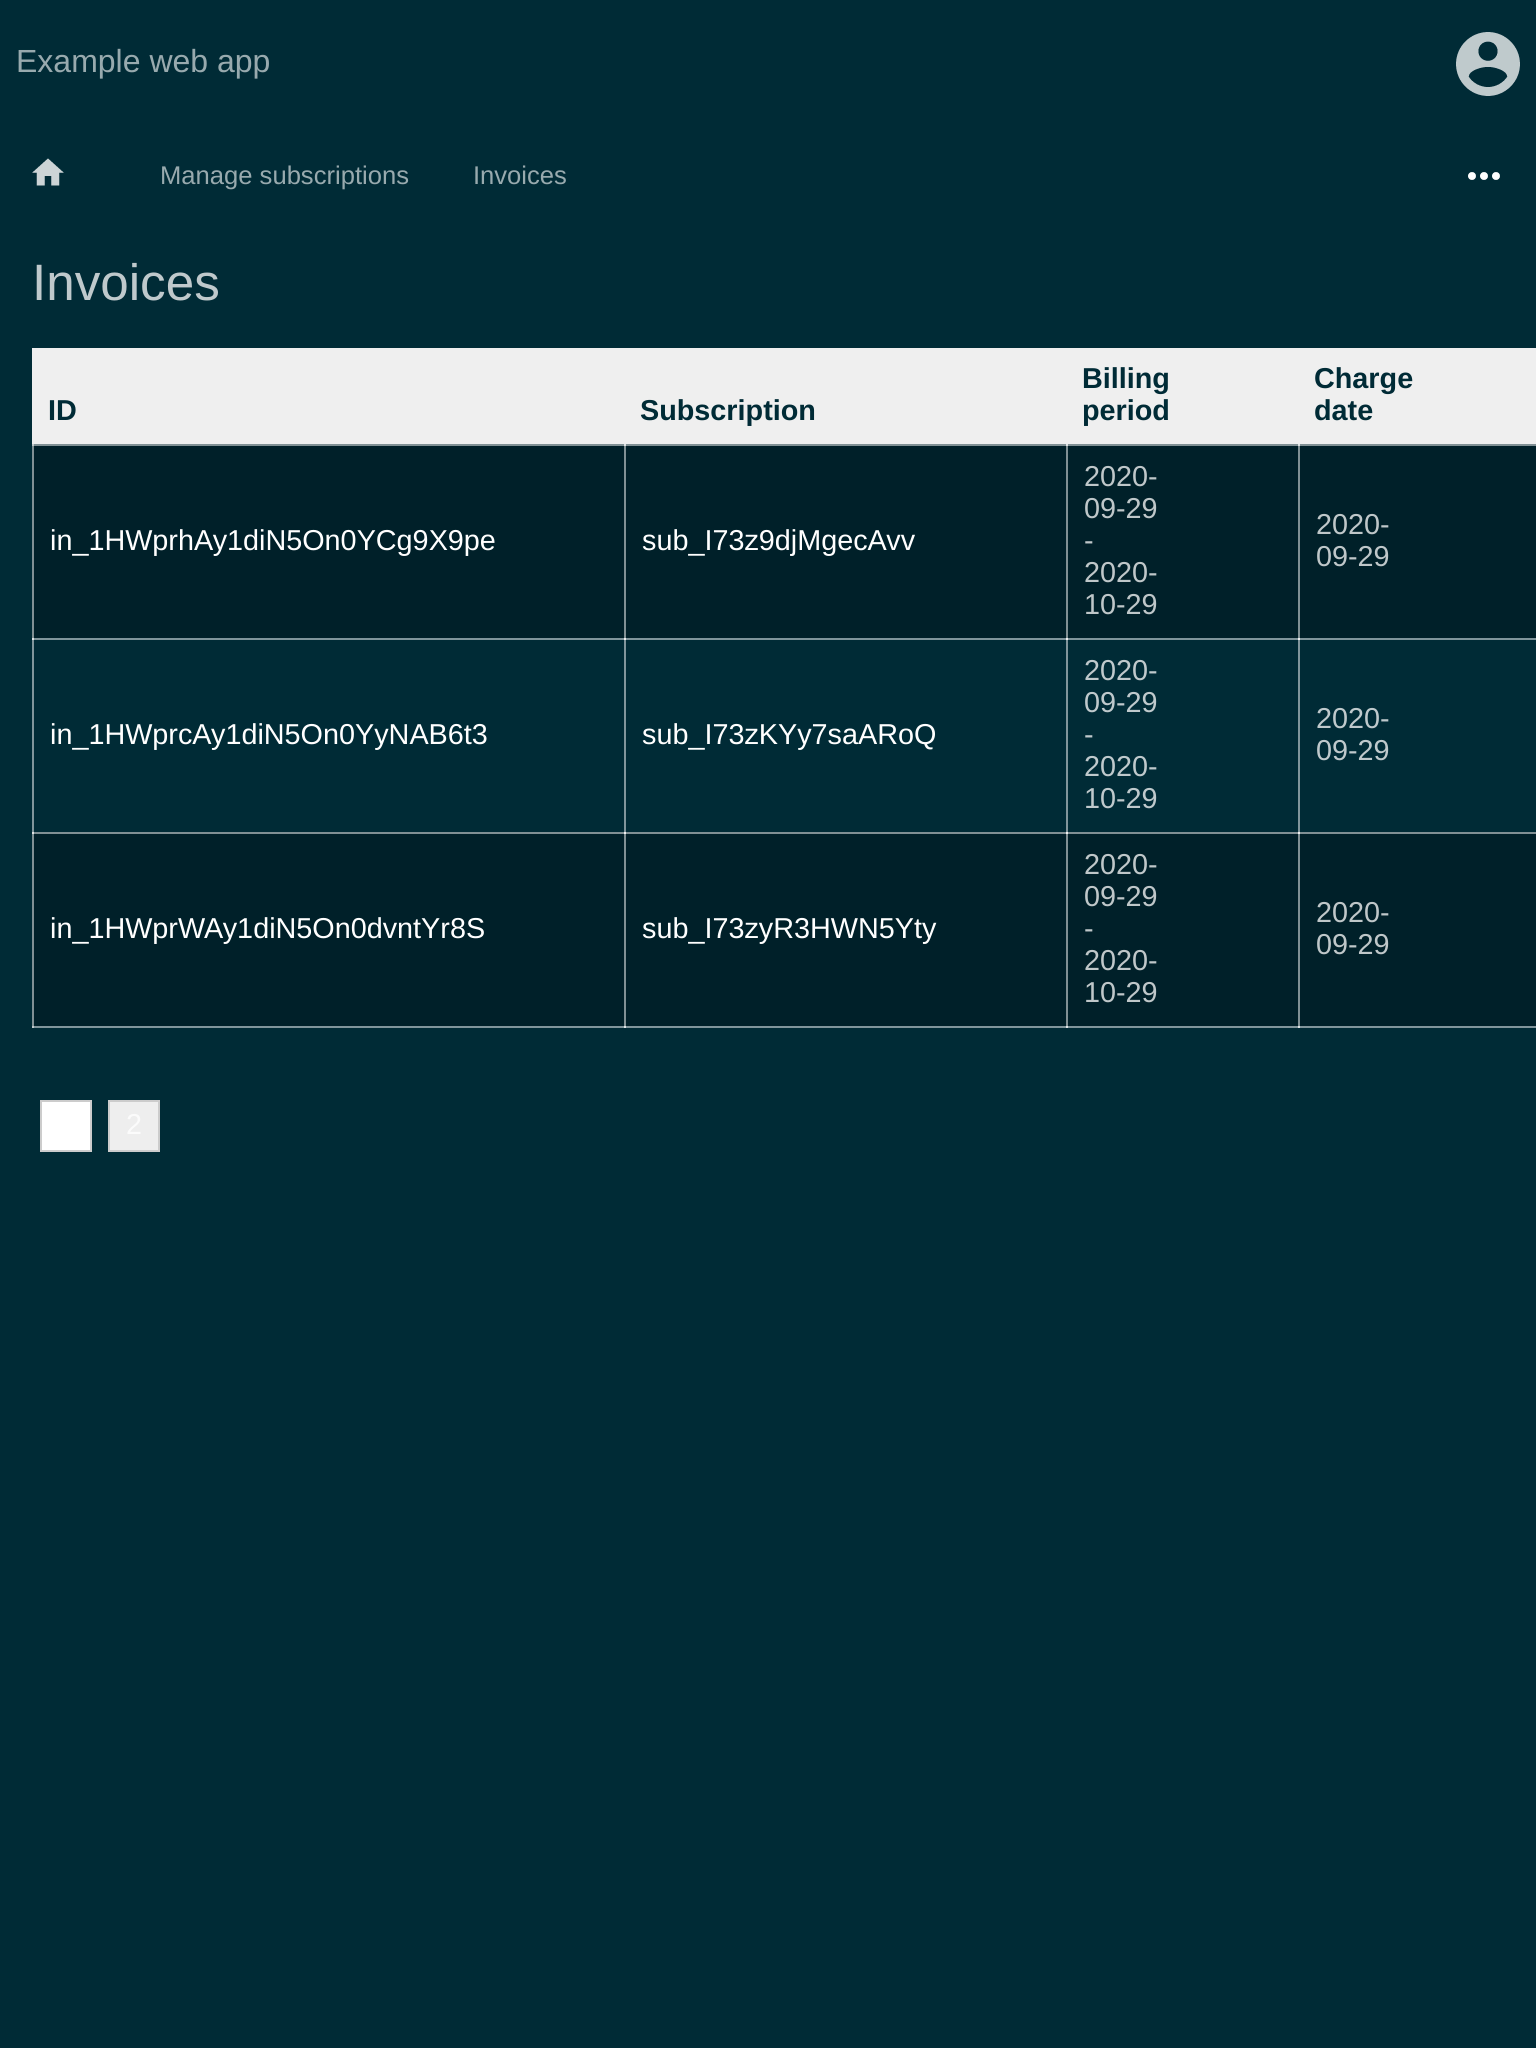 Example web app
Manage subscriptions Invoices
Invoices
ID Subscription Billing period Charge date
in_1HWprhAy1diN5On0YCg9X9pe sub_I73z9djMgecAvv 2020-09-29 - 2020-10-29 2020-09-29
in_1HWprcAy1diN5On0YyNAB6t3 sub_I73zKYy7saARoQ 2020-09-29 - 2020-10-29 2020-09-29
in_1HWprWAy1diN5On0dvntYr8S sub_I73zyR3HWN5Yty 2020-09-29 - 2020-10-29 2020-09-29
2